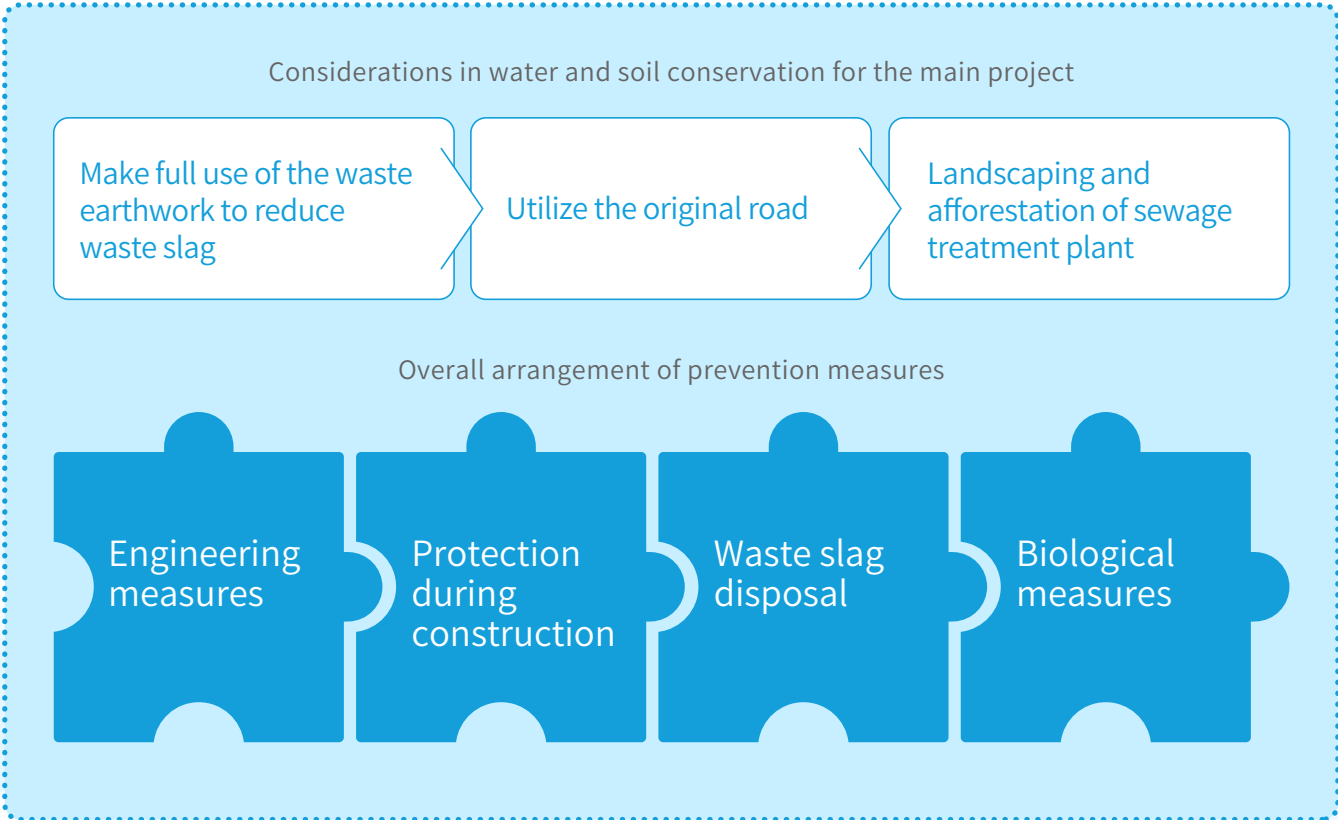 Considerations in water and soil conservation for the main project
Make full use of the waste
earthwork to reduce
waste slag
Utilize the original road
Landscaping and
afforestation of sewage
treatment plant
Overall arrangement of prevention measures
Engineering
measures
Protection
during
construction
Waste slag
disposal
Biological
measures